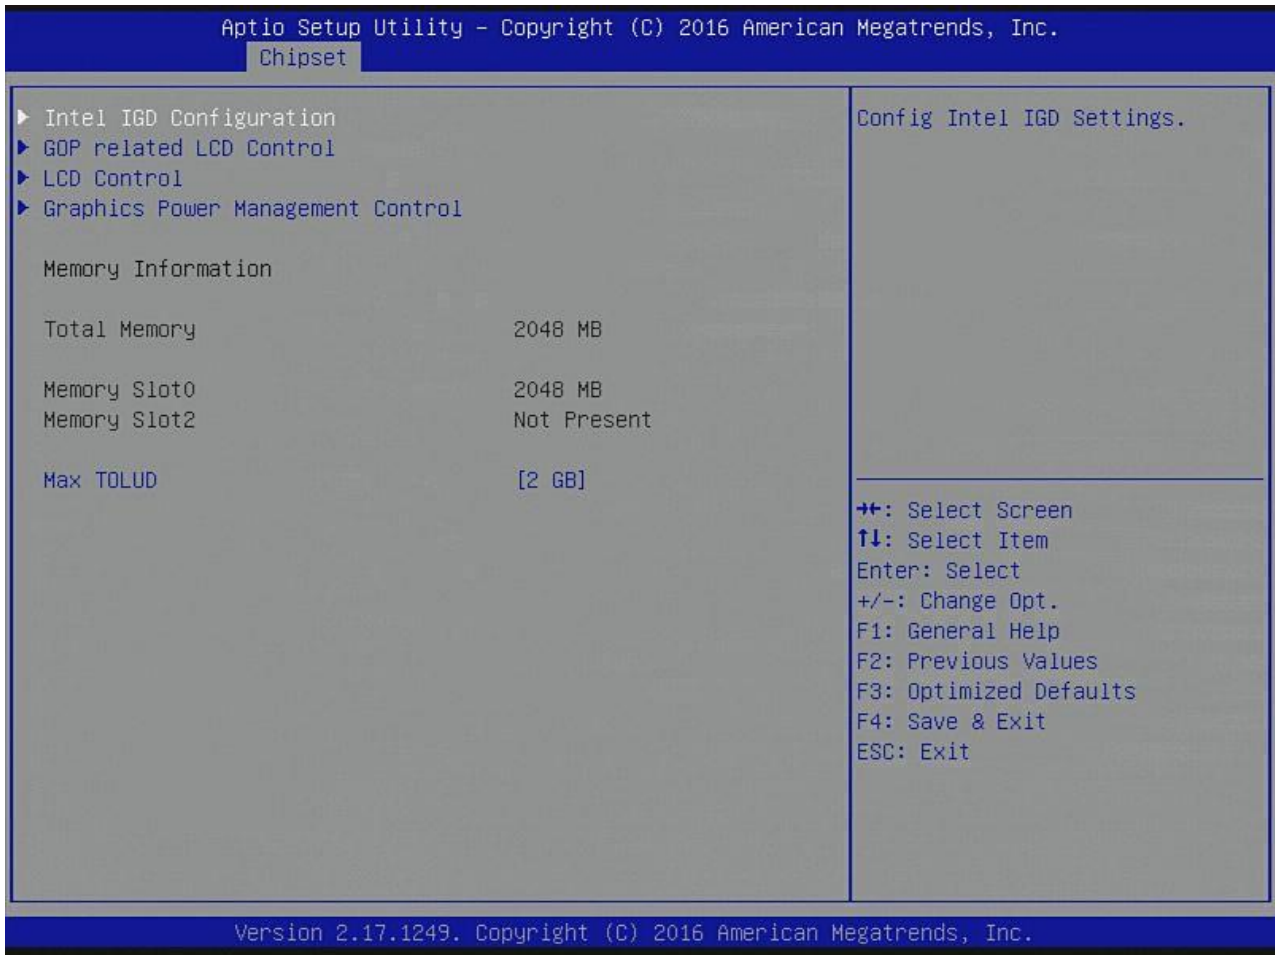 Aptio Setup Utility – Copyright (C) 2016 American Megatrends, Inc.
Chipset
Intel IGD Configuration
GOP related LCD Control
LCD Control
Graphics Power Management Control
Memory Information
Total Memory 2048 MB
Memory Slot0 2048 MB
Memory Slot2 Not Present
Max TOLUD [2 GB]
Config Intel IGD Settings.
→←: Select Screen
↑↓: Select Item
Enter: Select
+/-: Change Opt.
F1: General Help
F2: Previous Values
F3: Optimized Defaults
F4: Save & Exit
ESC: Exit
Version 2.17.1249. Copyright (C) 2016 American Megatrends, Inc.